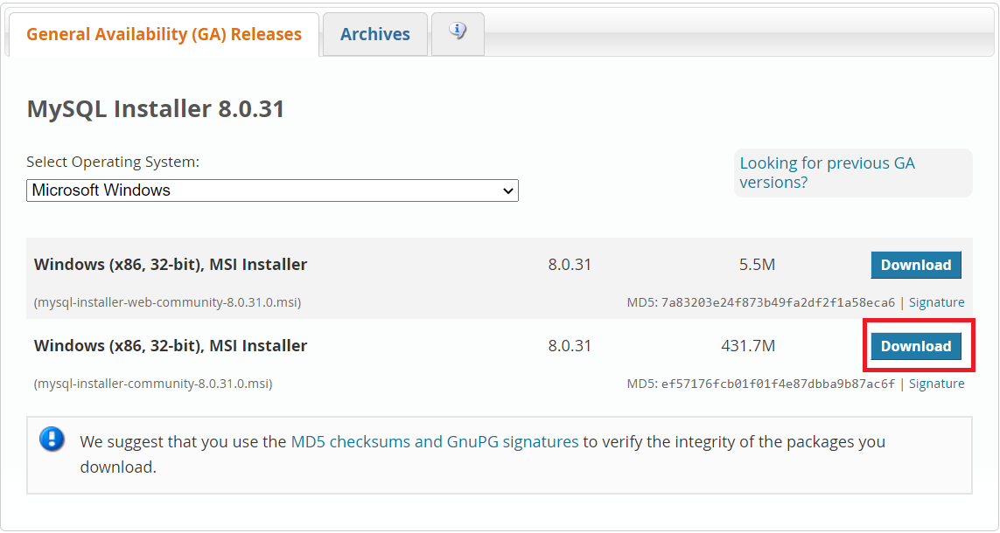 General Availability (GA) Releases
Archives
MySQL Installer 8.0.31
Select Operating System:
Looking for previous GA
versions?
Microsoft Windows
Windows (x86, 32-bit), MSI Installer 8.0.31 5.5M Download
(mysql-installer-web-community-8.0.31.0.msi) MD5: 7a83203e24f873b49fa2df2f1a58eca6 | Signature
Windows (x86, 32-bit), MSI Installer 8.0.31 431.7M Download
(mysql-installer-community-8.0.31.0.msi) MD5: ef57176fcb01f01f4e87dbba9b87ac6f | Signature
We suggest that you use the MD5 checksums and GnuPG signatures to verify the integrity of the packages you
download.